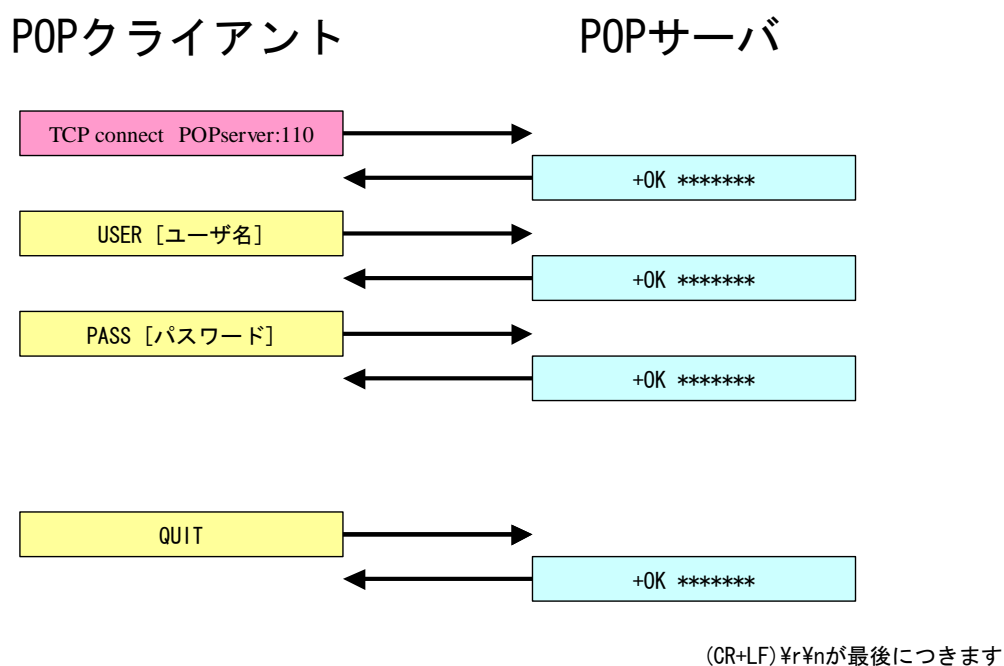 POPクライアント
POPサーバ
TCP connect POPserver:110
+OK *******
USER [ユーザ名]
+OK *******
PASS [パスワード]
+OK *******
QUIT
+OK *******
(CR+LF)¥r¥nが最後につきます